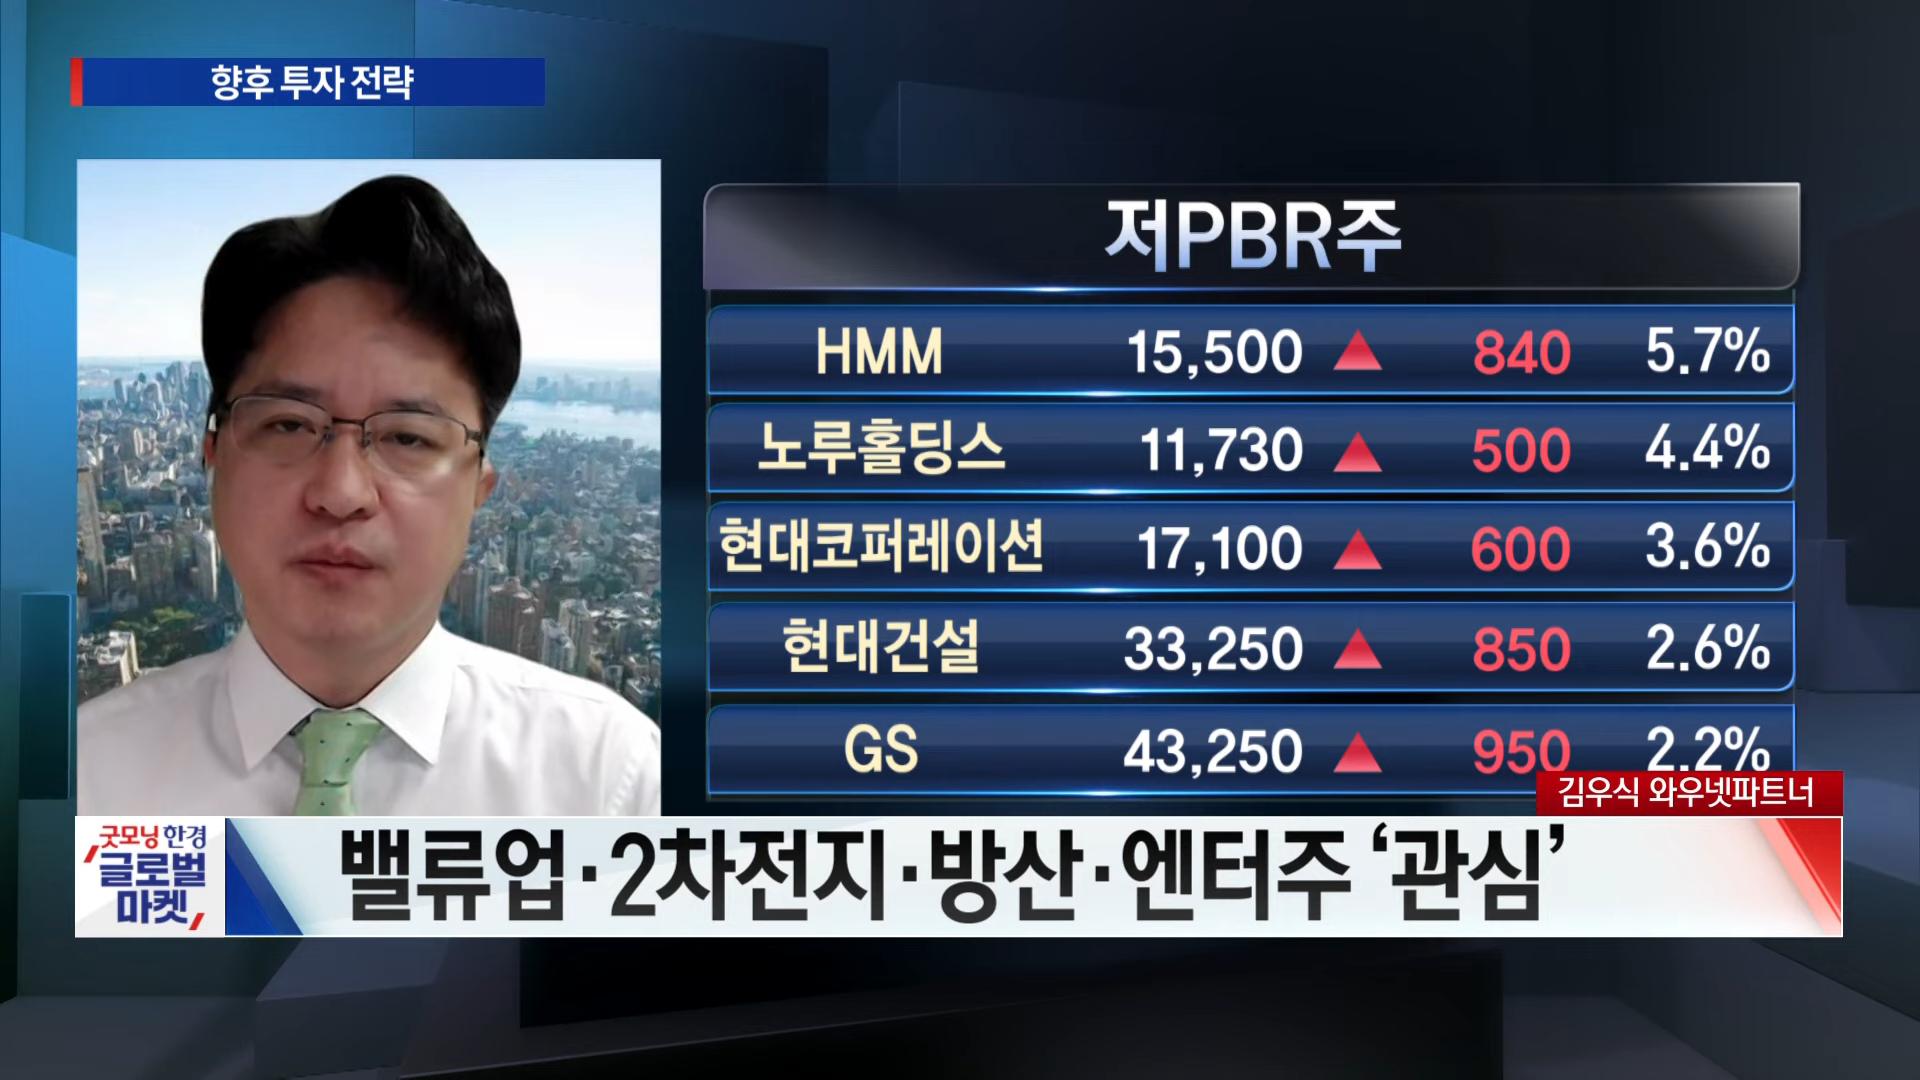 향후 투자 전략
저PBR주
HMM 15,500 ▲ 840 5.7%
노루홀딩스 11,730 ▲ 500 4.4%
현대코퍼레이션 17,100 ▲ 600 3.6%
현대건설 33,250 ▲ 850 2.6%
GS 43,250 ▲ 950 2.2%
김우식 와우넷파트너
굿모닝 한경
글로벌
마켓
밸류업·2차전지·방산·엔터주 ‘관심’